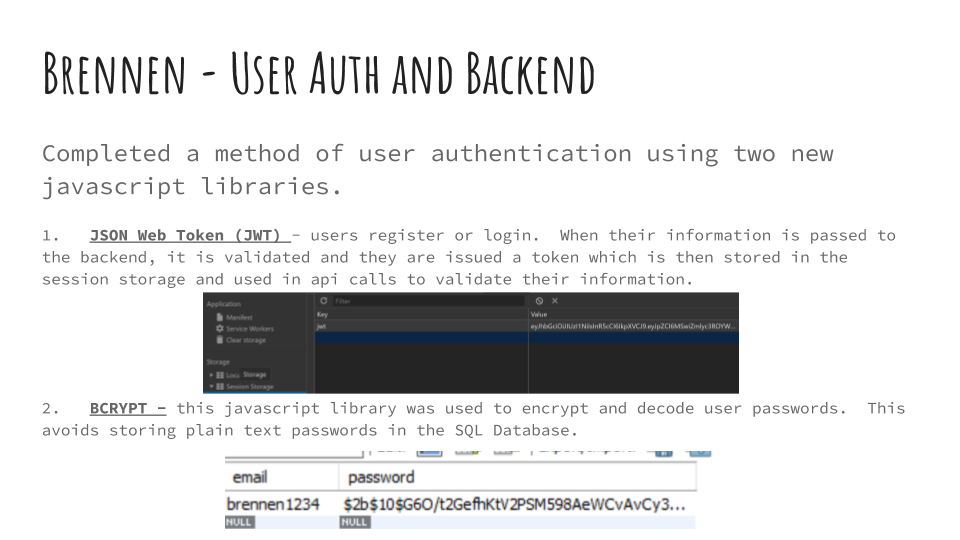 Brennen - User Auth and Backend
Completed a method of user authentication using two new
javascript libraries.
1. JSON Web Token (JWT) - users register or login. When their information is passed to
the backend, it is validated and they are issued a token which is then stored in the
session storage and used in api calls to validate their information.
Application
Filter
Key Value
Manifest
jwt
Service Workers
Clear storage
Storage
Storage
Session Storage
2. BCRYPT – this javascript library was used to encrypt and decode user passwords. This
avoids storing plain text passwords in the SQL Database.
email password
brennen1234 $2b$10$G6O/t2GefhKtV2PSM598AeWCvAvCy3...
NULL NULL